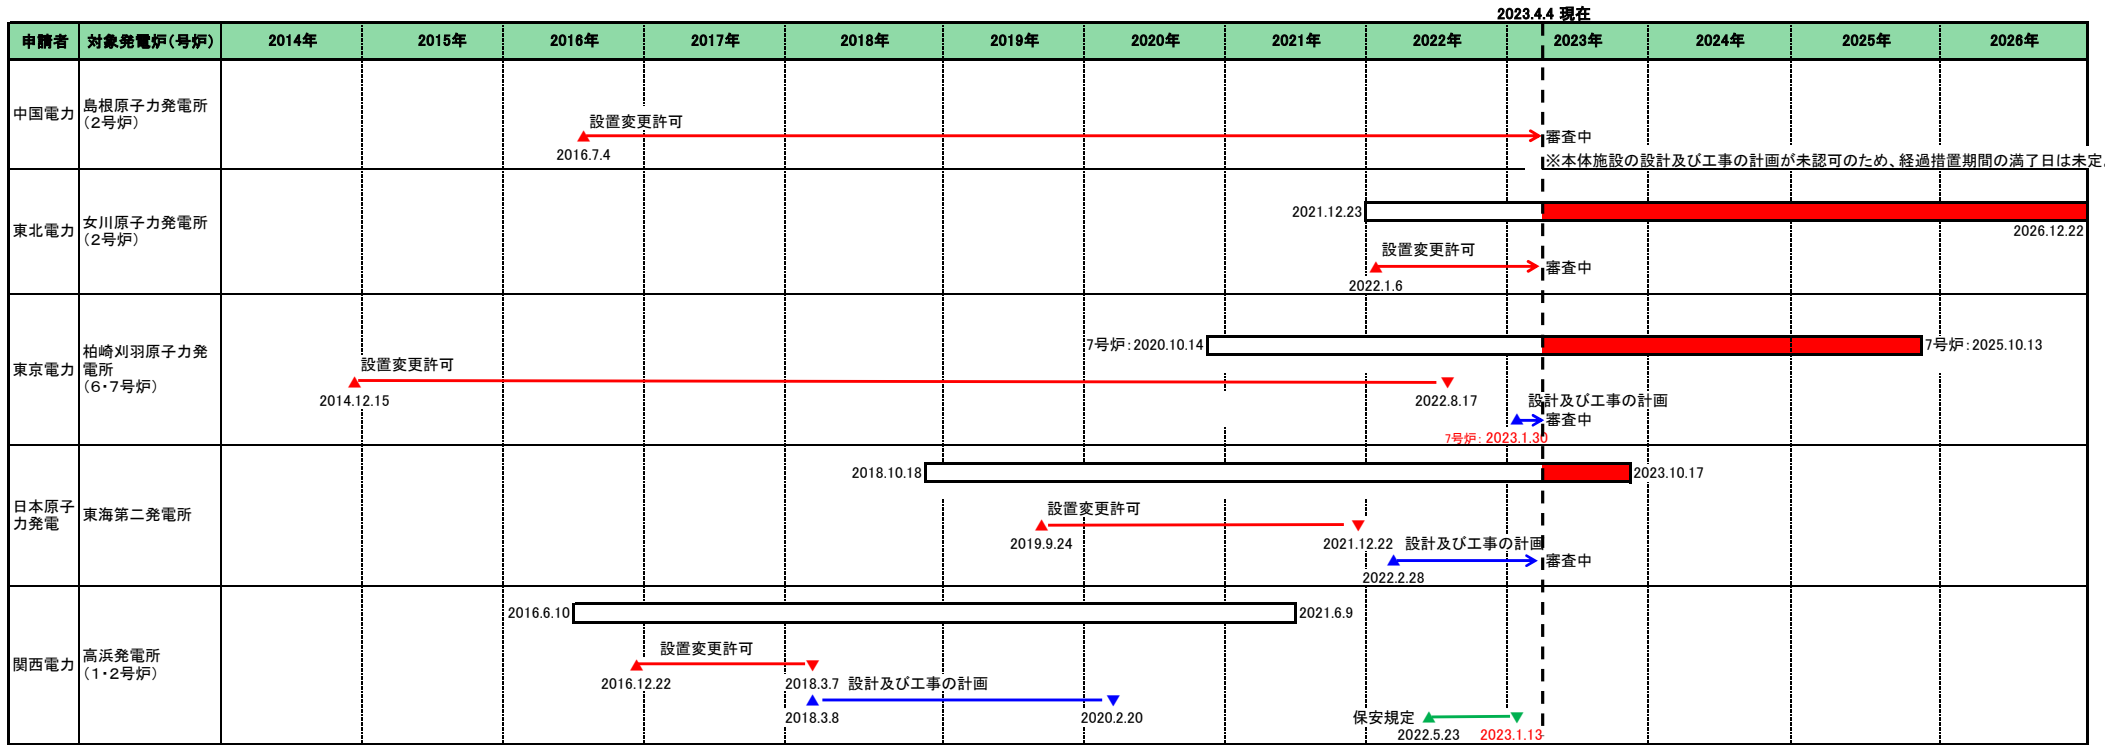 2023.4.4 現在
申請者 対象発電炉(号炉) 2014年 2015年 2016年 2017年 2018年 2019年 2020年 2021年 2022年 2023年 2024年 2025年 2026年
中国電力
島根原子力発電所
(2号炉)
設置変更許可
2016.7.4
審査中
※本体施設の設計及び工事の計画が未認可のため、経過措置期間の満了日は未定
東北電力
女川原子力発電所
(2号炉)
2021.12.23
2026.12.22
設置変更許可
2022.1.6
審査中
東京電力
柏崎刈羽原子力発
電所
(6・7号炉)
7号炉:2020.10.14
7号炉:2025.10.13
設置変更許可
2014.12.15
2022.8.17
設計及び工事の計画
審査中
7号炉: 2023.1.30
日本原子
力発電
東海第二発電所
2018.10.18
2023.10.17
設置変更許可
2019.9.24
2021.12.22
設計及び工事の計画
2022.2.28
審査中
関西電力
高浜発電所
(1・2号炉)
2016.6.10
2021.6.9
設置変更許可
2016.12.22
2018.3.7
設計及び工事の計画
2018.3.8
2020.2.20
保安規定
2022.5.23
2023.1.13